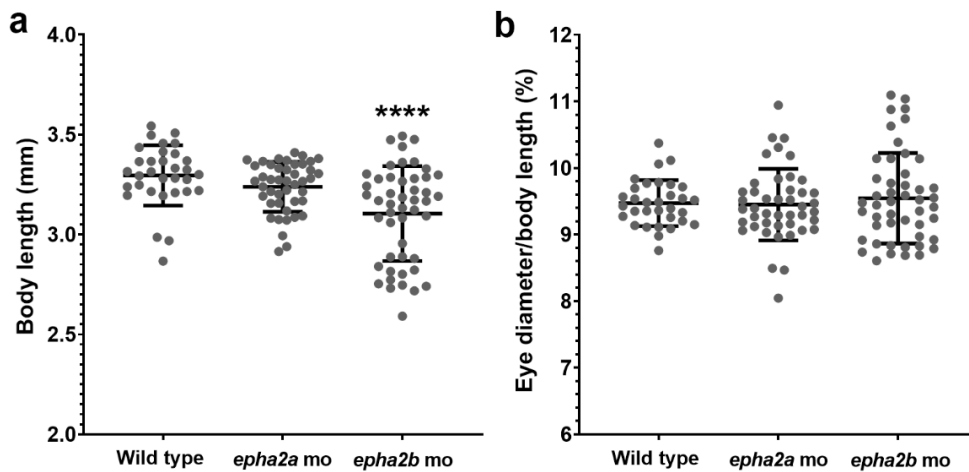 a
Body length (mm)
4.0
3.5
3.0
2.5
2.0
****
Wild type epha2a mo epha2b mo
b
Eye diameter/body length (%)
12
11
10
9
8
7
6
Wild type epha2a mo epha2b mo